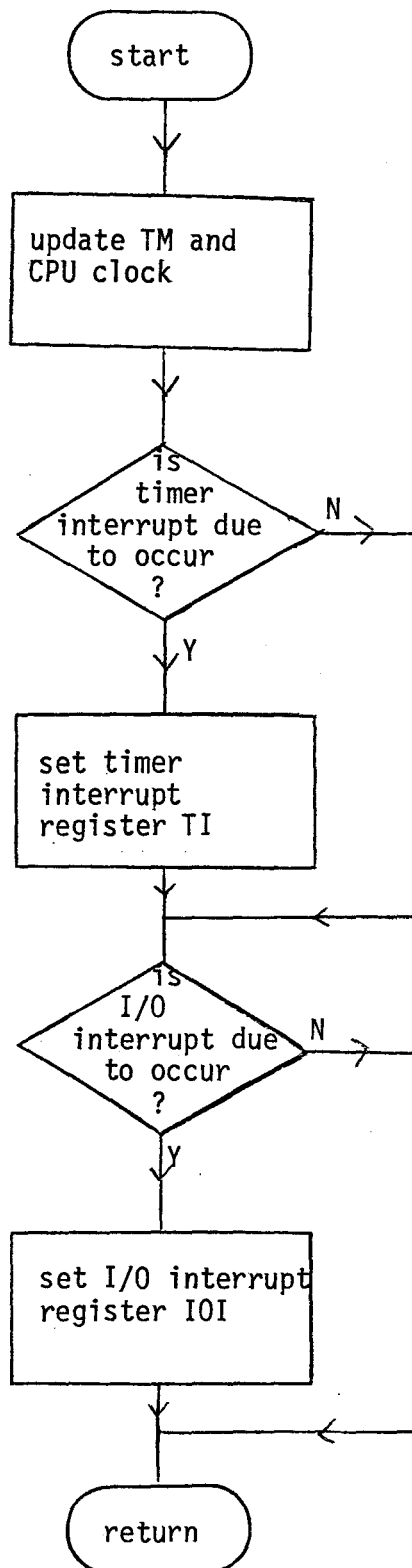 start
update TM and
CPU clock
is
timer
interrupt due
to occur
?
N
Y
set timer
interrupt
register TI
is
I/O
interrupt due
to occur
?
N
Y
set I/O interrupt
register IOI
return